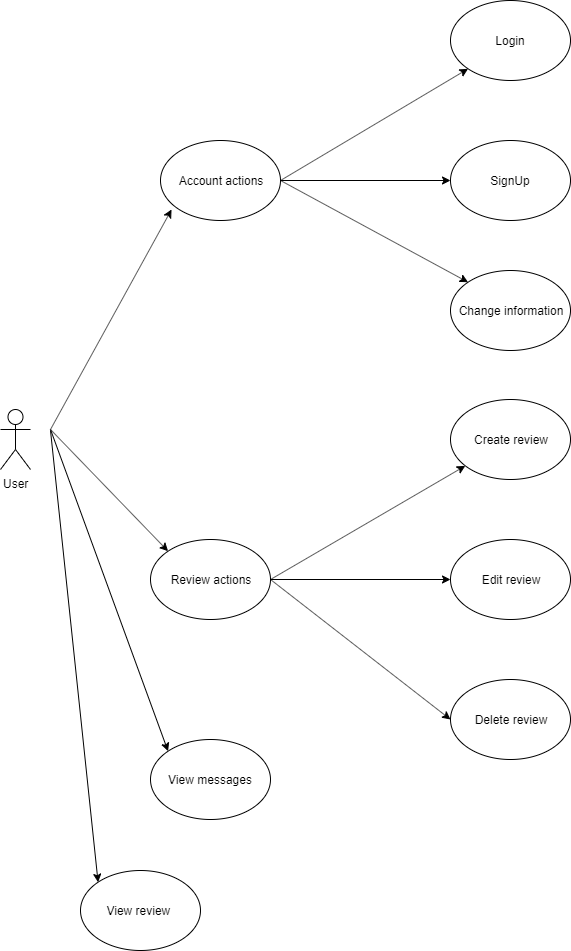 Login
Account actions
SignUp
Change information
User
Create review
Review actions
Edit review
Delete review
View messages
View review